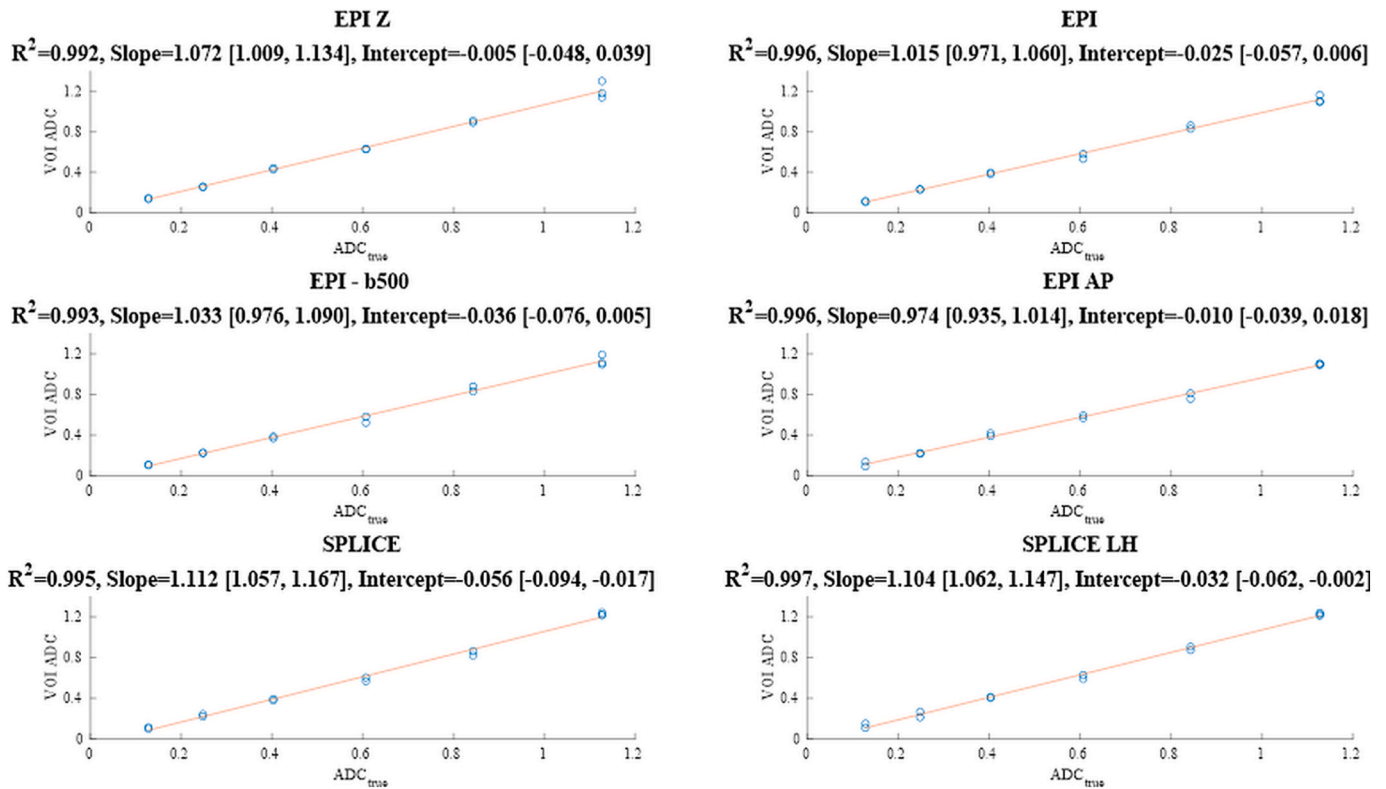 EPI Z
R²=0.992, Slope=1.072 [1.009, 1.134], Intercept=-0.005 [-0.048, 0.039]
1.2
0.8
0.4
0
VOI ADC
0 0.2 0.4 0.6 0.8 1 1.2
ADC true
EPI
R²=0.996, Slope=1.015 [0.971, 1.060], Intercept=-0.025 [-0.057, 0.006]
1.2
0.8
0.4
0
VOI ADC
0 0.2 0.4 0.6 0.8 1 1.2
ADC true
EPI - b500
R²=0.993, Slope=1.033 [0.976, 1.090], Intercept=-0.036 [-0.076, 0.005]
1.2
0.8
0.4
0
VOI ADC
0 0.2 0.4 0.6 0.8 1 1.2
ADC true
EPI AP
R²=0.996, Slope=0.974 [0.935, 1.014], Intercept=-0.010 [-0.039, 0.018]
1.2
0.8
0.4
0
VOI ADC
0 0.2 0.4 0.6 0.8 1 1.2
ADC true
SPLICE
R²=0.995, Slope=1.112 [1.057, 1.167], Intercept=-0.056 [-0.094, -0.017]
1.2
0.8
0.4
0
VOI ADC
0 0.2 0.4 0.6 0.8 1 1.2
ADC true
SPLICE LH
R²=0.997, Slope=1.104 [1.062, 1.147], Intercept=-0.032 [-0.062, -0.002]
1.2
0.8
0.4
0
VOI ADC
0 0.2 0.4 0.6 0.8 1 1.2
ADC true